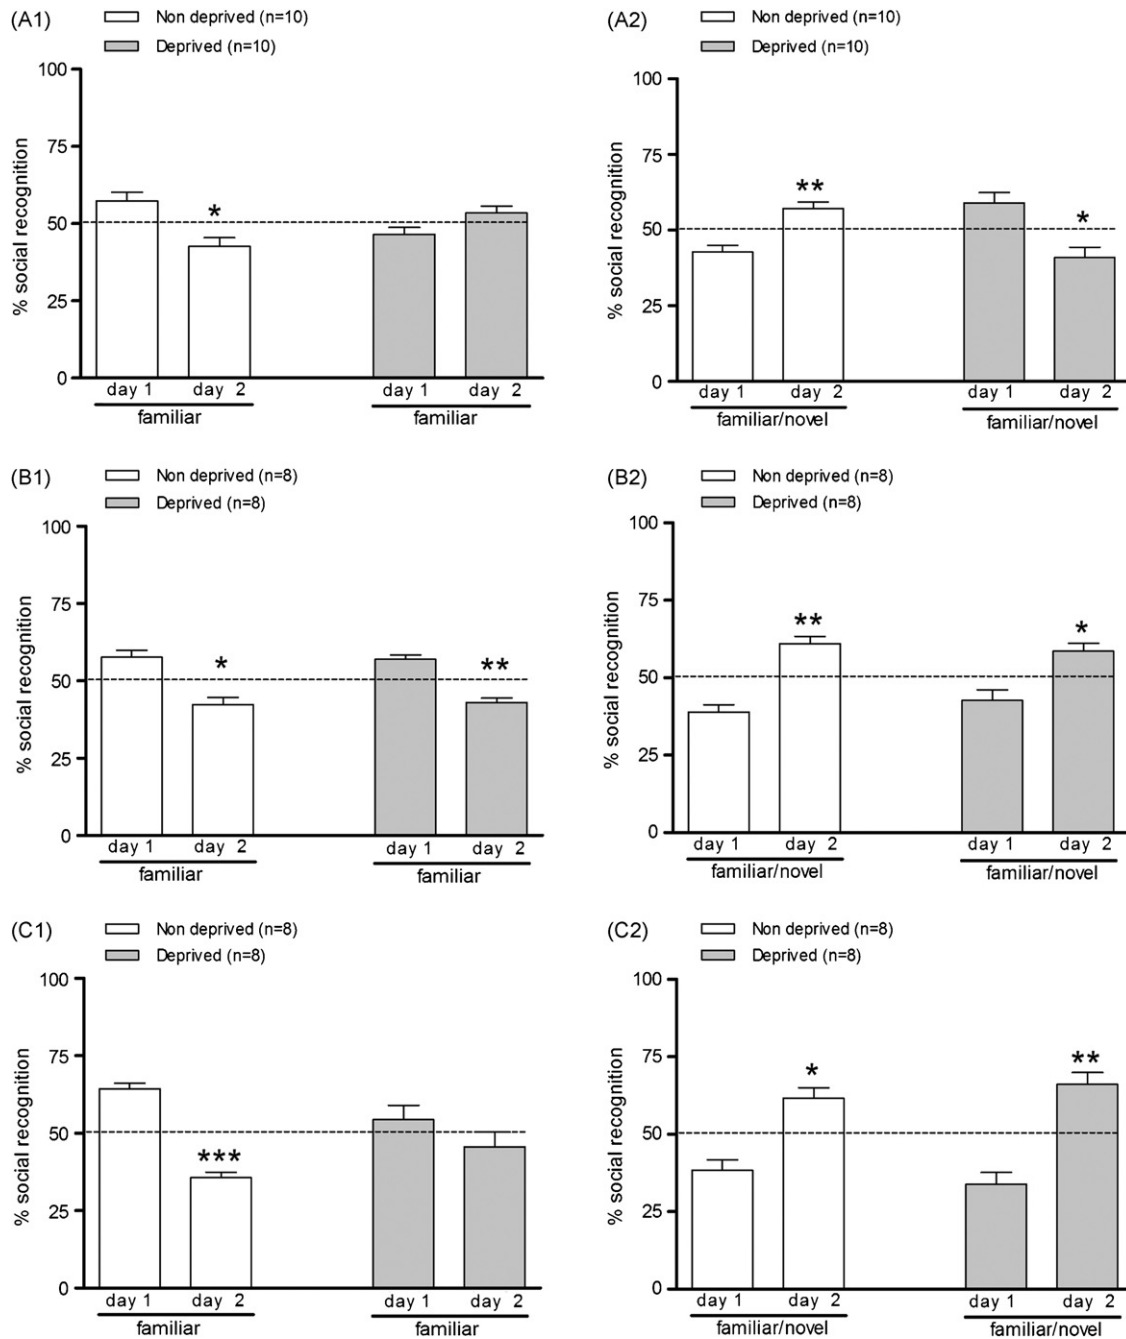 (A1)
Non deprived (n=10)
Deprived (n=10)
% social recognition
100
75
50
25
0
*
day 1
day 2
familiar
day 1
day 2
familiar
(A2)
Non deprived (n=10)
Deprived (n=10)
% social recognition
100
75
50
25
0
**
*
day 1
day 2
familiar/novel
day 1
day 2
familiar/novel
(B1)
Non deprived (n=8)
Deprived (n=8)
% social recognition
100
75
50
25
0
*
**
day 1
day 2
familiar
day 1
day 2
familiar
(B2)
Non deprived (n=8)
Deprived (n=8)
% social recognition
100
75
50
25
0
**
*
day 1
day 2
familiar/novel
day 1
day 2
familiar/novel
(C1)
Non deprived (n=8)
Deprived (n=8)
% social recognition
100
75
50
25
0
***
day 1
day 2
familiar
day 1
day 2
familiar
(C2)
Non deprived (n=8)
Deprived (n=8)
% social recognition
100
75
50
25
0
*
**
day 1
day 2
familiar/novel
day 1
day 2
familiar/novel